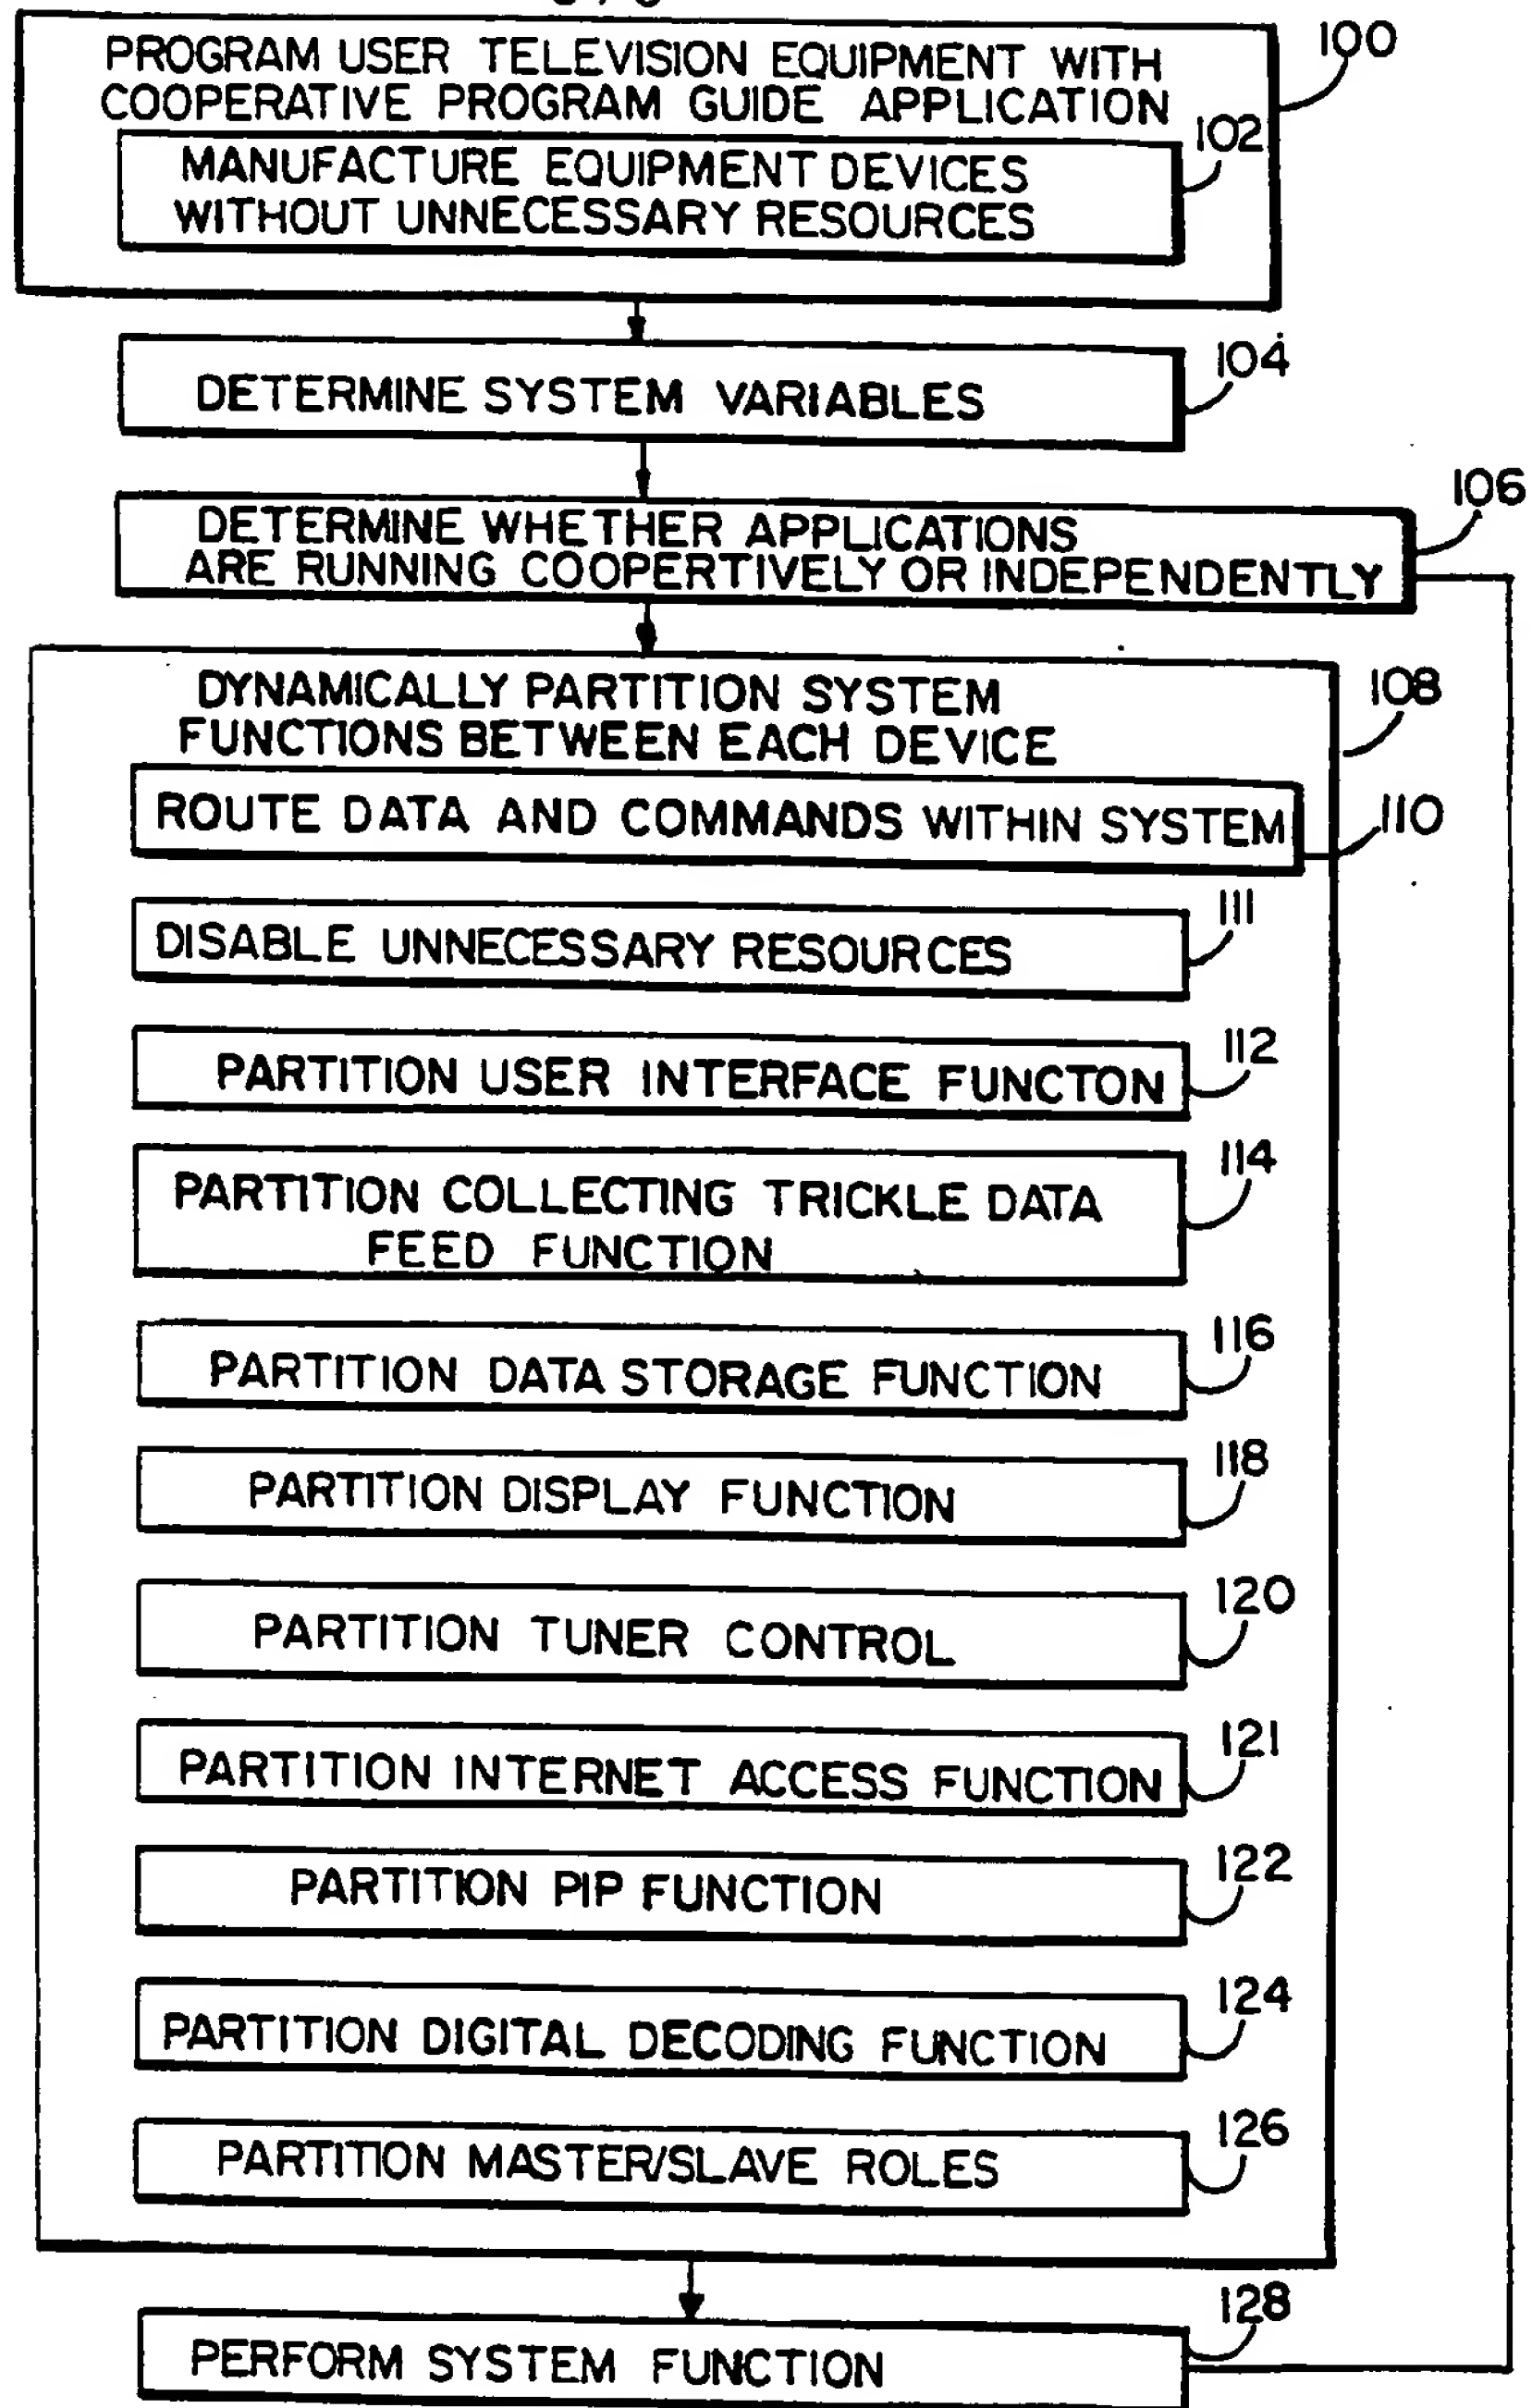 PROGRAM USER TELEVISION EQUIPMENT WITH
COOPERATIVE PROGRAM GUIDE APPLICATION
100
MANUFACTURE EQUIPMENT DEVICES
WITHOUT UNNECESSARY RESOURCES
102
DETERMINE SYSTEM VARIABLES
104
DETERMINE WHETHER APPLICATIONS
ARE RUNNING COOPERTIVELY OR INDEPENDENTLY
106
DYNAMICALLY PARTITION SYSTEM
FUNCTIONS BETWEEN EACH DEVICE
108
ROUTE DATA AND COMMANDS WITHIN SYSTEM
110
DISABLE UNNECESSARY RESOURCES
111
PARTITION USER INTERFACE FUNCTON
112
PARTITION COLLECTING TRICKLE DATA
FEED FUNCTION
114
PARTITION DATA STORAGE FUNCTION
116
PARTITION DISPLAY FUNCTION
118
PARTITION TUNER CONTROL
120
PARTITION INTERNET ACCESS FUNCTION
121
PARTITION PIP FUNCTION
122
PARTITION DIGITAL DECODING FUNCTION
124
PARTITION MASTER/SLAVE ROLES
126
PERFORM SYSTEM FUNCTION
128